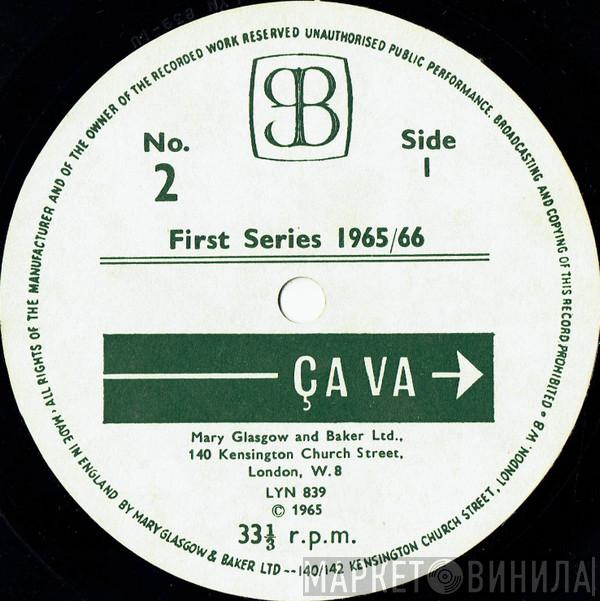 ALL RIGHTS OF THE MANUFACTURER AND OF THE OWNER OF THE RECORDED WORK RESERVED UNAUTHORISED PUBLIC PERFORMANCE, BROADCASTING AND COPYING OF THIS RECORD PROHIBITED •
No.
2
Side
1
First Series 1965/66
ÇA VA
Mary Glasgow and Baker Ltd.,
140 Kensington Church Street,
London, W.8
LYN 839
© 1965
33⅓ r.p.m.
• MADE IN ENGLAND BY MARY GLASGOW & BAKER LTD -- 140/142 KENSINGTON CHURCH STREET, LONDON. W.8
МАРКЕТ ВИНИЛА